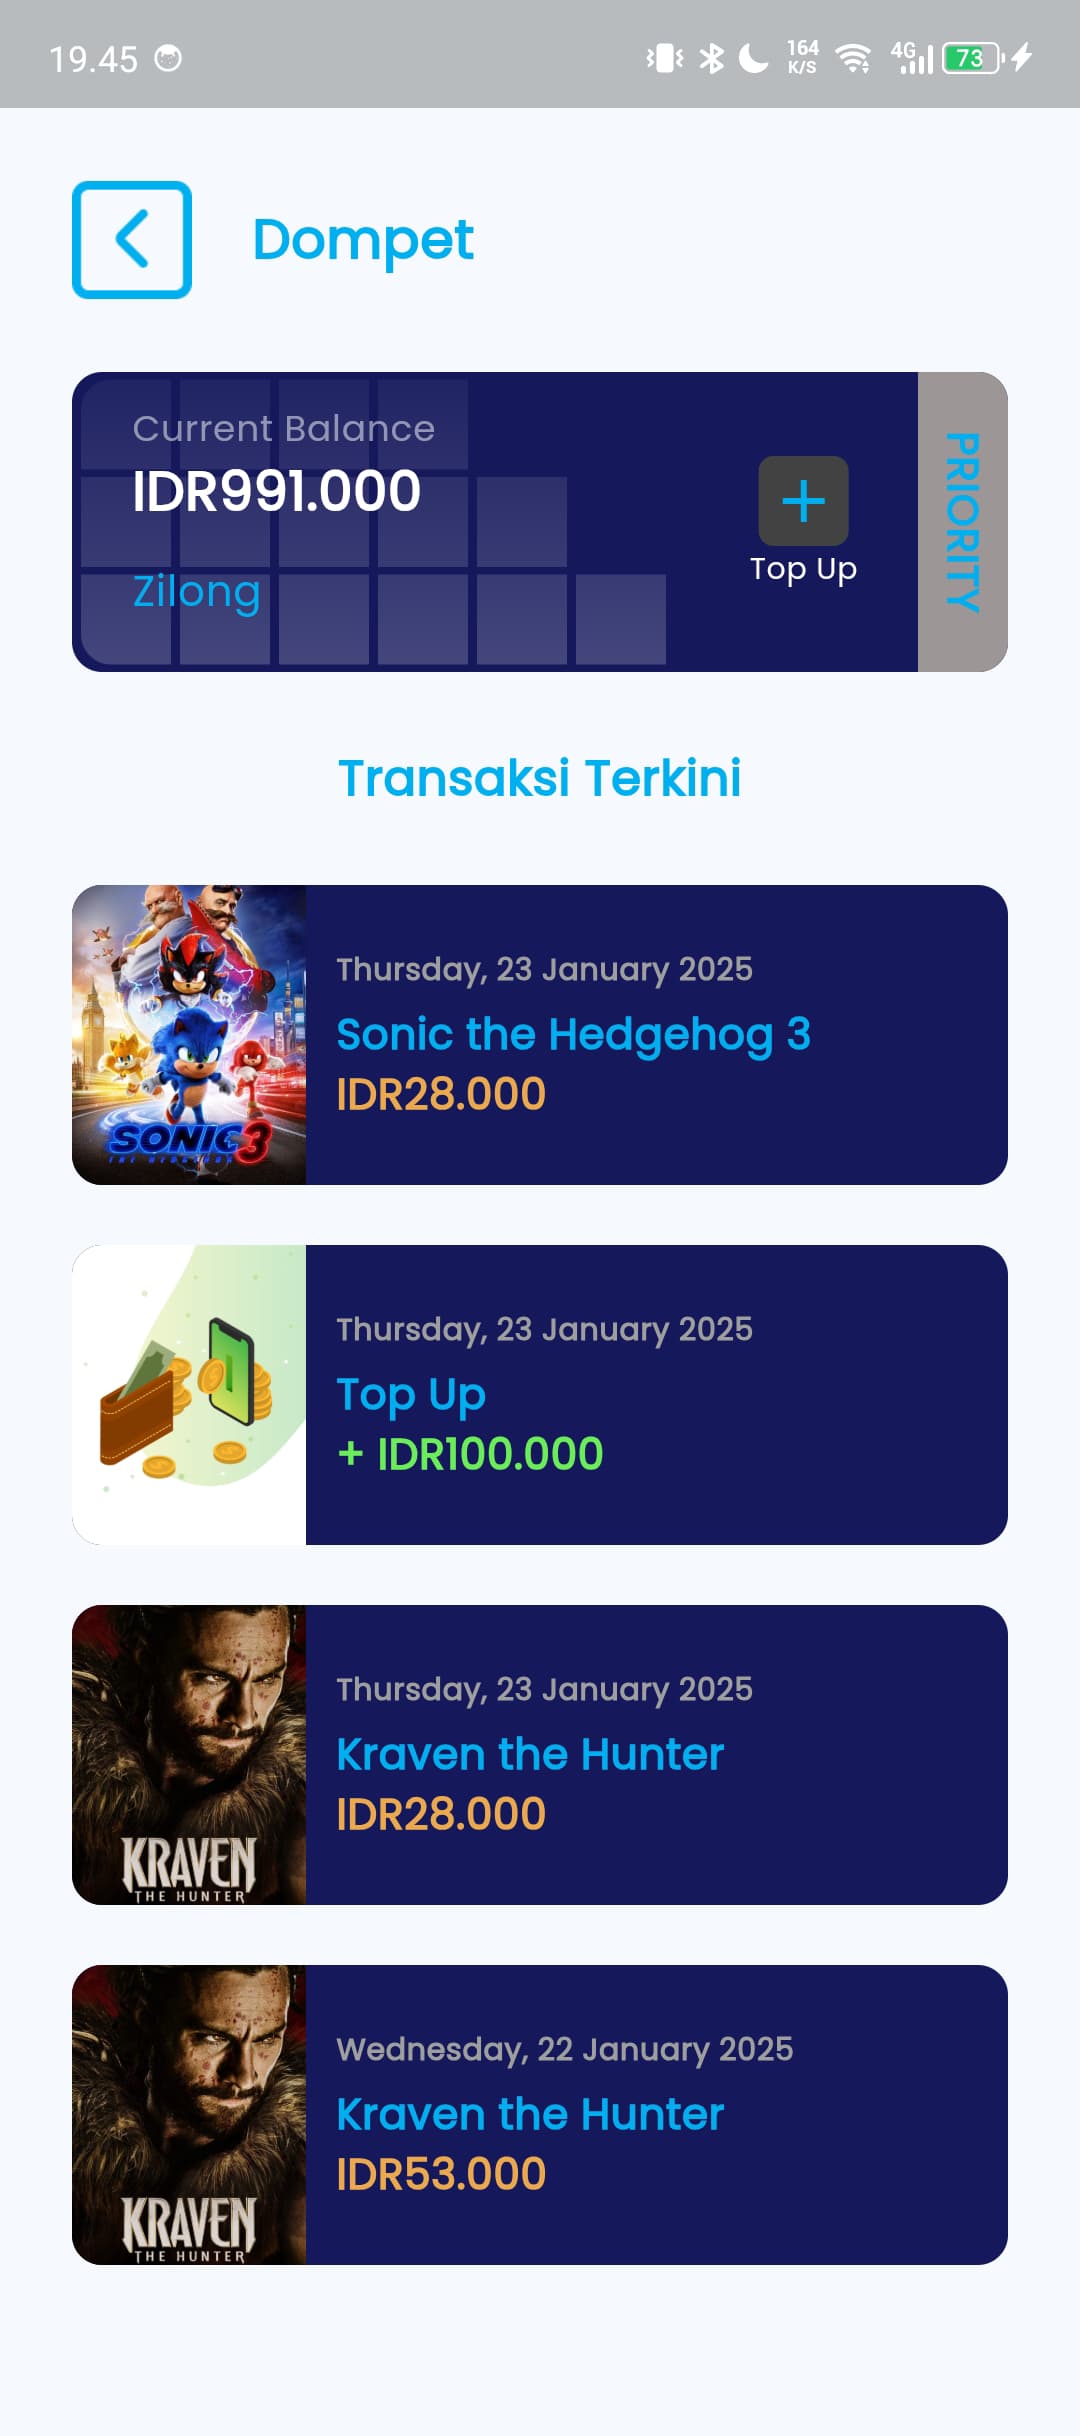 19.45
164
K/S
4G
73
Dompet
Current Balance
IDR991.000
Zilong
Top Up
PRIORITY
Transaksi Terkini
SONIC 3
THE HEDGEHOG
Thursday, 23 January 2025
Sonic the Hedgehog 3
IDR28.000
Thursday, 23 January 2025
Top Up
+ IDR100.000
KRAVEN
THE HUNTER
Thursday, 23 January 2025
Kraven the Hunter
IDR28.000
KRAVEN
THE HUNTER
Wednesday, 22 January 2025
Kraven the Hunter
IDR53.000